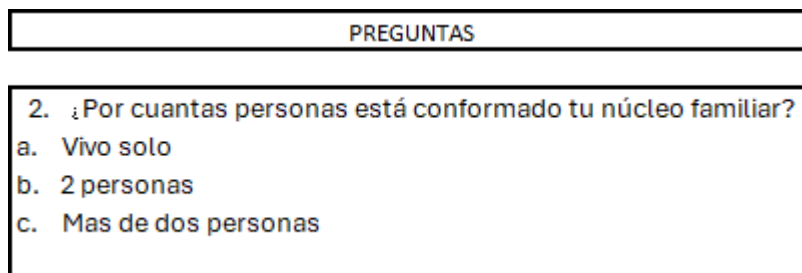 PREGUNTAS
2. ¿Por cuantas personas está conformado tu núcleo familiar?
a. Vivo solo
b. 2 personas
c. Mas de dos personas